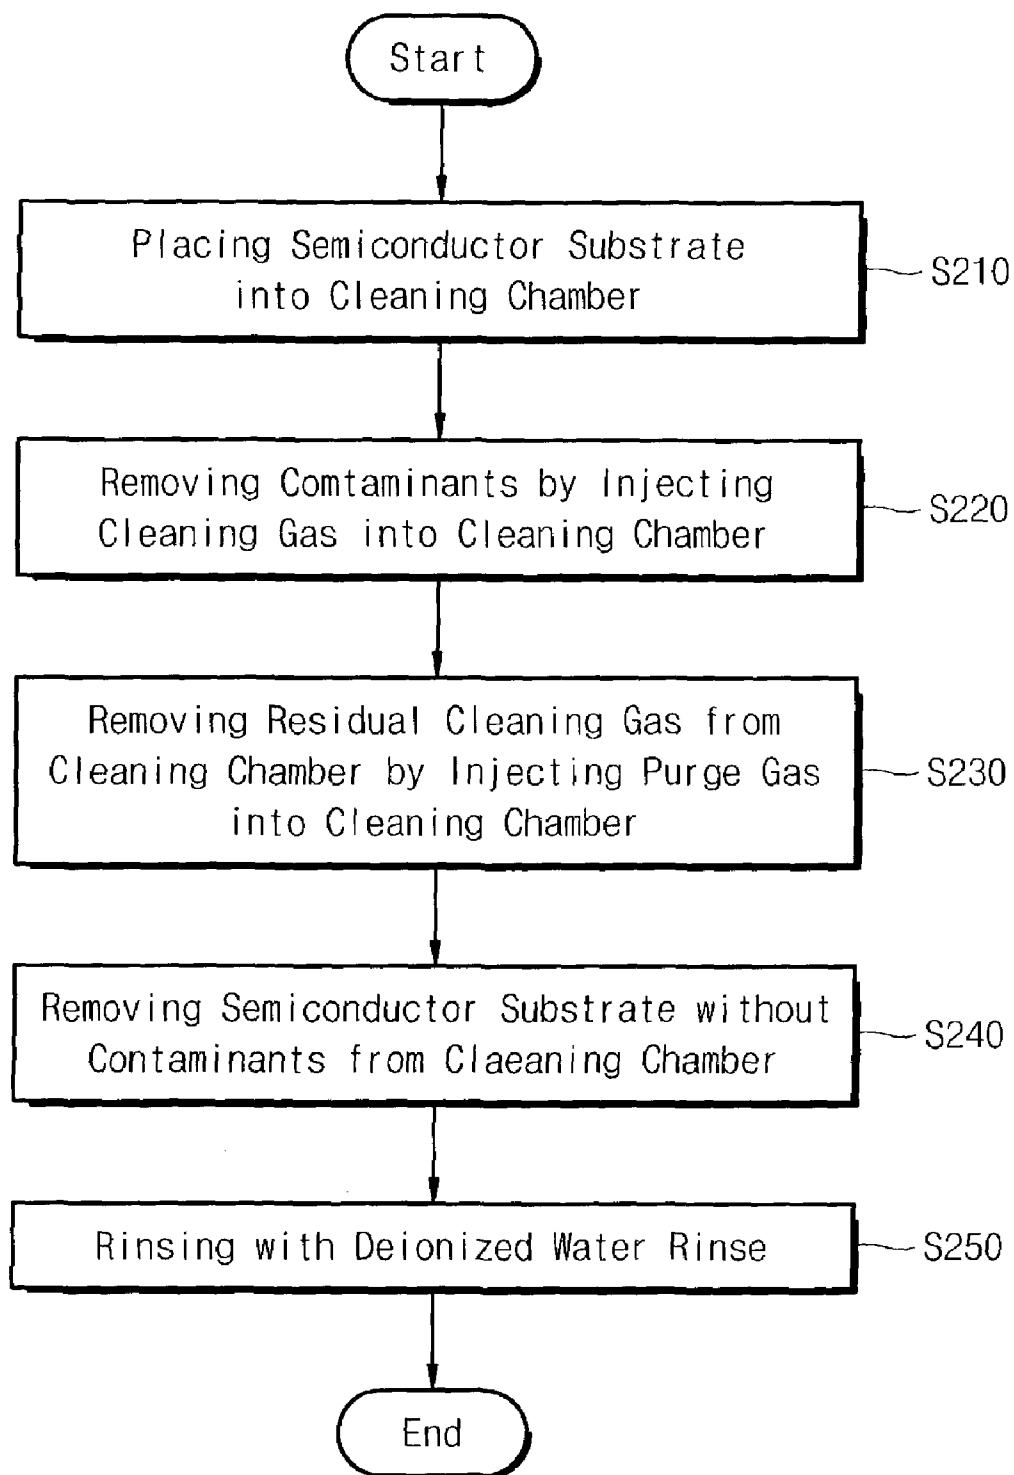 Start
Placing Semiconductor Substrate
into Cleaning Chamber
S210
Removing Comtaminants by Injecting
Cleaning Gas into Cleaning Chamber
S220
Removing Residual Cleaning Gas from
Cleaning Chamber by Injecting Purge Gas
into Cleaning Chamber
S230
Removing Semiconductor Substrate without
Contaminants from Claeaning Chamber
S240
Rinsing with Deionized Water Rinse
S250
End